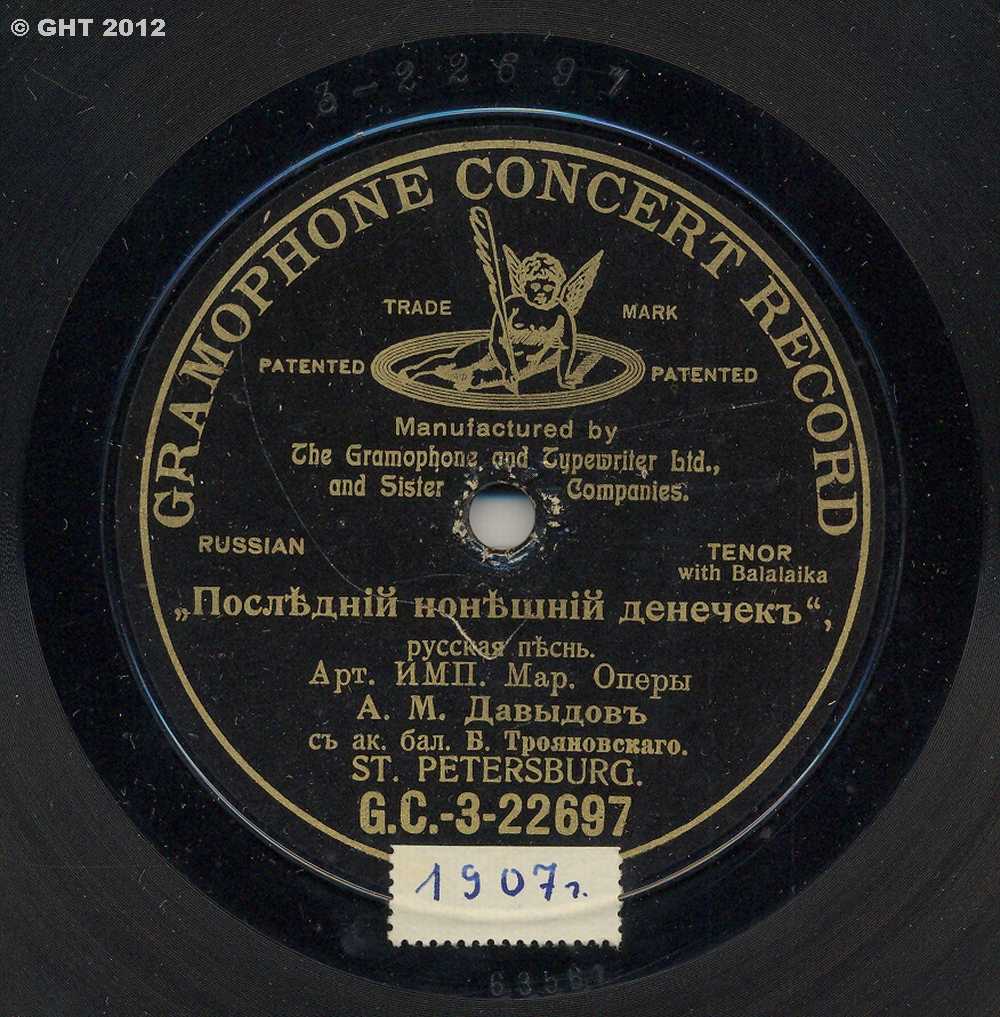 © GHT 2012
3-22697
GRAMOPHONE CONCERT RECORD
TRADE MARK
PATENTED PATENTED
Manufactured by
The Gramophone and Typewriter Ltd.,
and Sister Companies.
RUSSIAN
TENOR
with Balalaika
„Послѣдній нонѣшній денечекъ“,
русская пѣснь.
Арт. ИМП. Мар. Оперы
А. М. Давыдовъ
съ ак. бал. Б. Трояновскаго.
ST. PETERSBURG.
G.C.-3-22697
1907г.